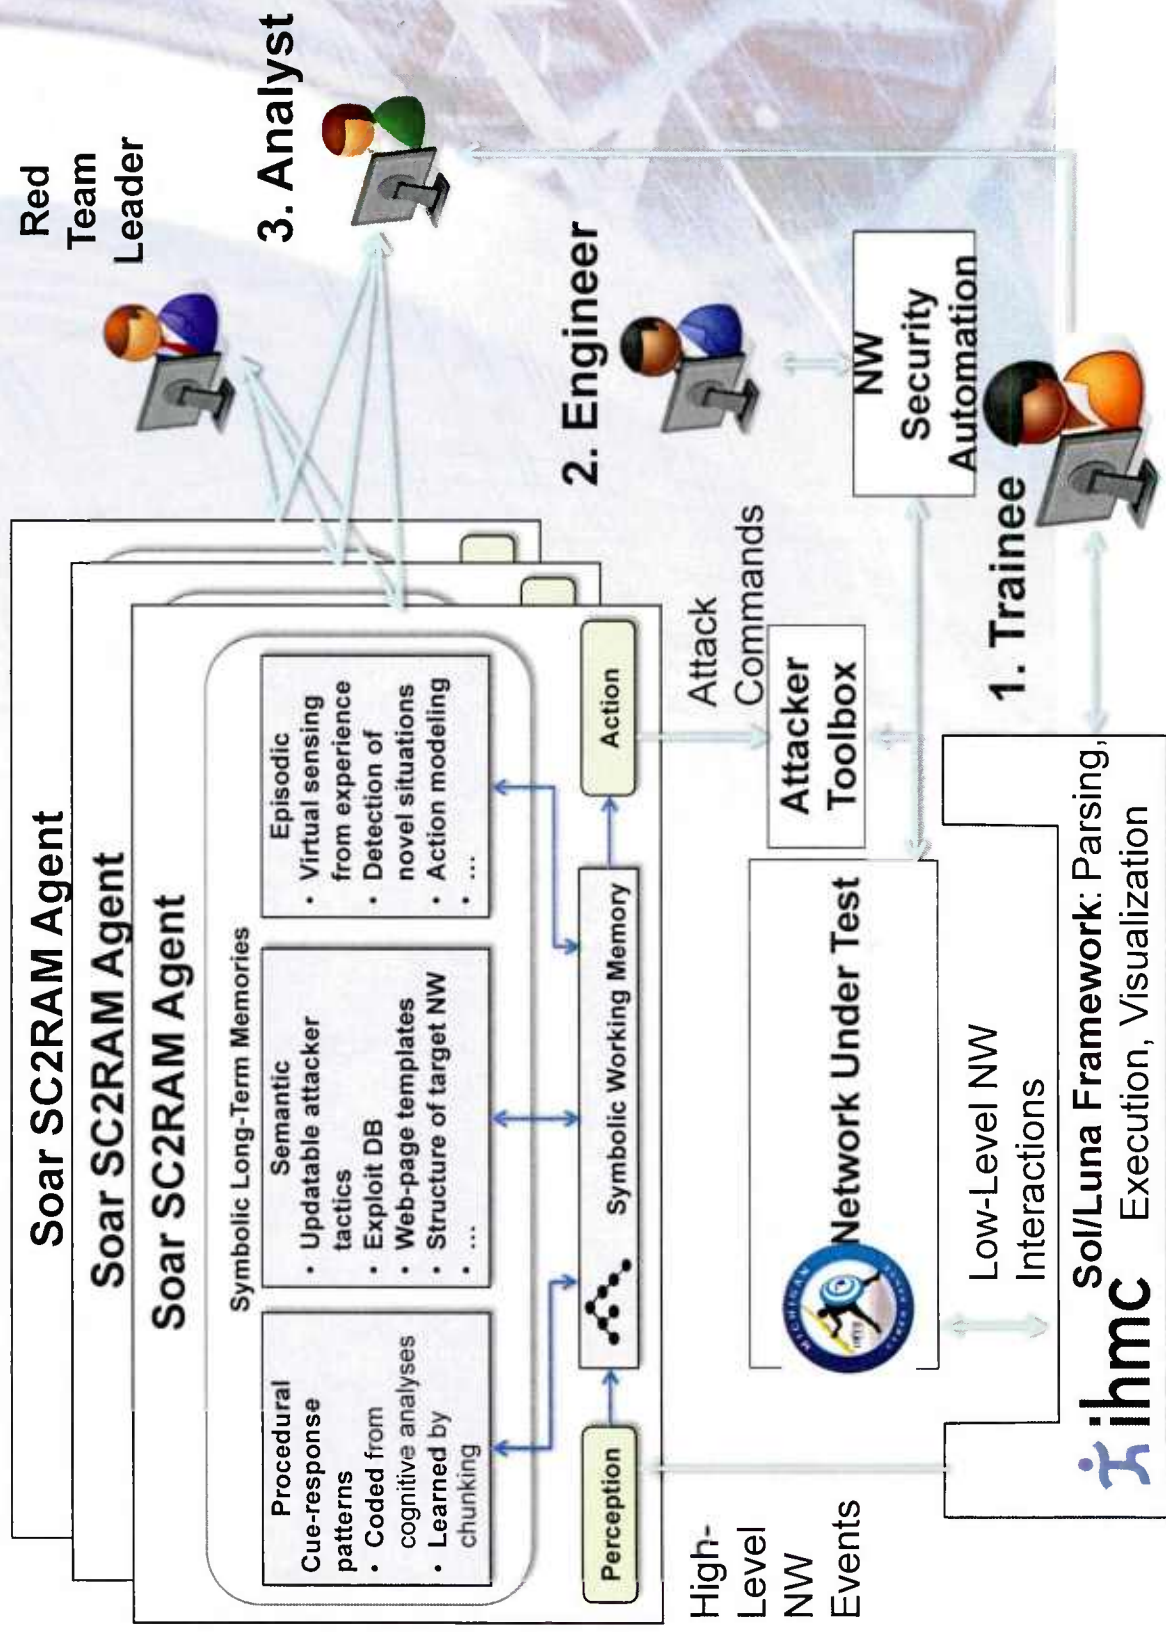 Soar SC2RAM Agent
Soar SC2RAM Agent
Soar SC2RAM Agent
Symbolic Long-Term Memories
Procedural
Cue-response
patterns
• Coded from
cognitive analyses
• Learned by
chunking
Semantic
• Updatable attacker
tactics
• Exploit DB
• Web-page templates
• Structure of target NW
• ...
Episodic
• Virtual sensing
from experience
• Detection of
novel situations
• Action modeling
• ...
Perception
Symbolic Working Memory
Action
Red
Team
Leader
3. Analyst
2. Engineer
High-
Level
NW
Events
Attack
Commands
Attacker
Toolbox
Network Under Test
MICHIGAN
NW
Security
Automation
1. Trainee
Low-Level NW
Interactions
ihmc
Sol/Luna Framework: Parsing,
Execution, Visualization